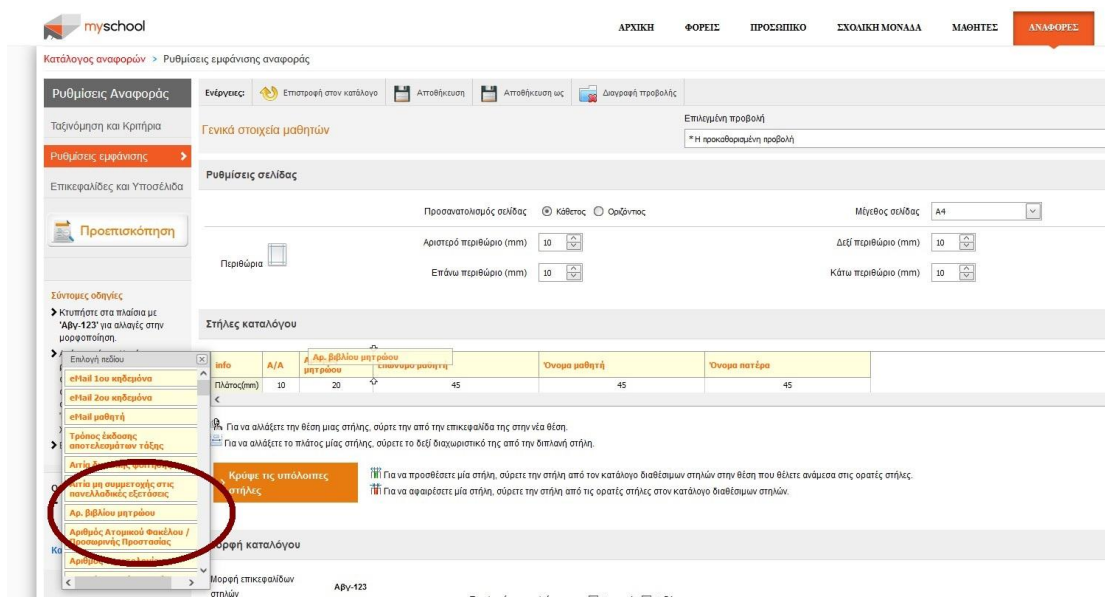 myschool
ΑΡΧΙΚΗ ΦΟΡΕΙΣ ΠΡΟΣΩΠΙΚΟ ΣΧΟΛΙΚΗ ΜΟΝΑΔΑ ΜΑΘΗΤΕΣ ΑΝΑΦΟΡΕΣ
Κατάλογος αναφορών > Ρυθμίσεις εμφάνισης αναφοράς
Ρυθμίσεις Αναφοράς
Ενέργειες: Επιστροφή στον κατάλογο Αποθήκευση Αποθήκευση ως Διαγραφή προβολής
Ταξινόμηση και Κριτήρια
Γενικά στοιχεία μαθητών
Επιλεγμένη προβολή
*Η προκαθορισμένη προβολή
Ρυθμίσεις εμφάνισης
Επικεφαλίδες και Υποσέλιδα
Ρυθμίσεις σελίδας
Προσανατολισμός σελίδας Κάθετος Οριζόντιος Μέγεθος σελίδας A4
Προεπισκόπηση
Περιθώρια
Αριστερό περιθώριο (mm) 10 Δεξί περιθώριο (mm) 10
Επάνω περιθώριο (mm) 10 Κάτω περιθώριο (mm) 10
Σύντομες οδηγίες
Κτυπήστε στα πλαίσια με
'Αβγ-123' για αλλαγές στην
μορφοποίηση.
Στήλες καταλόγου
Αρ. βιβλίου μητρώου
info Α/Α μητρώου Επώνυμο μαθητή Όνομα μαθητή Όνομα πατέρα
Πλάτος(mm) 10 20 45 45 45
Επιλογή πεδίου
eMail 1ου κηδεμόνα
eMail 2ου κηδεμόνα
eMail μαθητή
Τρόπος έκδοσης
αποτελεσμάτων τάξης
Αιτία μη συμμετοχής στις
πανελλαδικές εξετάσεις
Αρ. βιβλίου μητρώου
Αριθμός Ατομικού Φακέλου /
Προσωρινής Προστασίας
Για να αλλάξετε την θέση μιας στήλης, σύρτε την από την επικεφαλίδα της στην νέα θέση.
Για να αλλάξετε το πλάτος μίας στήλης, σύρετε το δεξί διαχωριστικό της από την διπλανή στήλη.
Κρύψε τις υπόλοιπες
στήλες
Για να προσθέσετε μία στήλη, σύρετε την στήλη από τον κατάλογο διαθέσιμων στηλών στην θέση που θέλετε ανάμεσα στις ορατές στήλες.
Για να αφαιρέσετε μία στήλη, σύρετε την στήλη από τις ορατές στήλες στον κατάλογο διαθέσιμων στηλών.
Μορφή καταλόγου
Μορφή επικεφαλίδων
στηλών
Αβγ-123